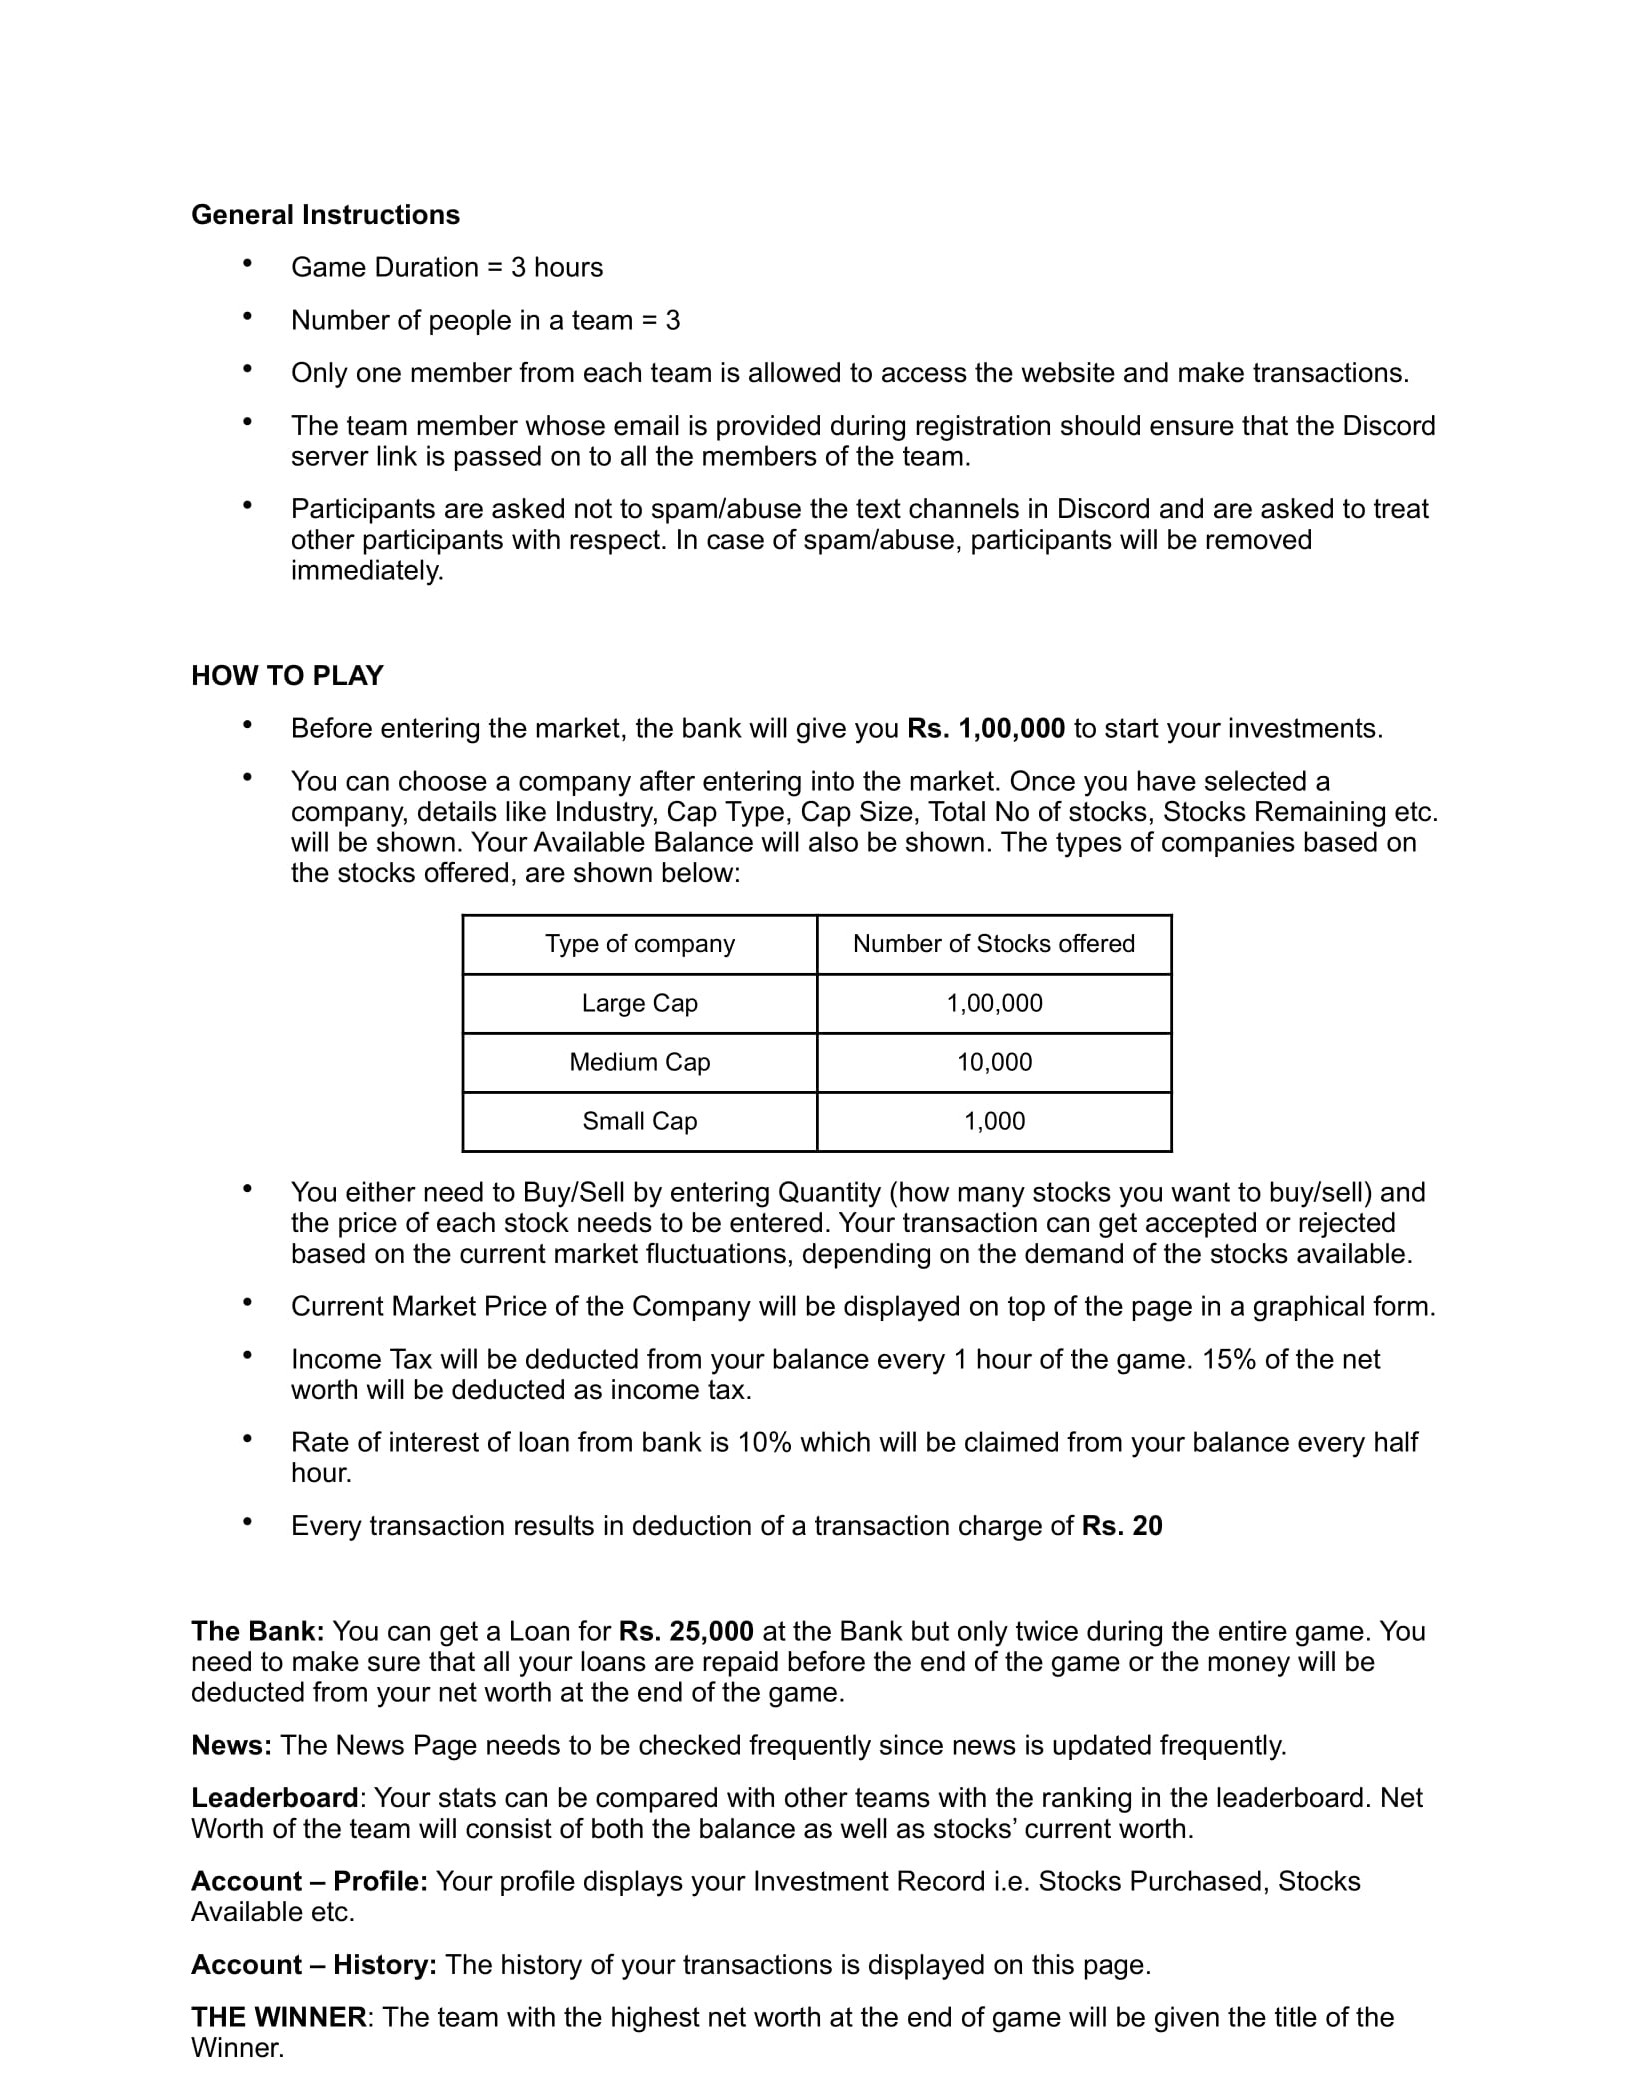 General Instructions
• Game Duration = 3 hours
• Number of people in a team = 3
• Only one member from each team is allowed to access the website and make transactions.
• The team member whose email is provided during registration should ensure that the Discord
server link is passed on to all the members of the team.
• Participants are asked not to spam/abuse the text channels in Discord and are asked to treat
other participants with respect. In case of spam/abuse, participants will be removed
immediately.
HOW TO PLAY
• Before entering the market, the bank will give you Rs. 1,00,000 to start your investments.
• You can choose a company after entering into the market. Once you have selected a
company, details like Industry, Cap Type, Cap Size, Total No of stocks, Stocks Remaining etc.
will be shown. Your Available Balance will also be shown. The types of companies based on
the stocks offered, are shown below:
Type of company Number of Stocks offered
Large Cap 1,00,000
Medium Cap 10,000
Small Cap 1,000
• You either need to Buy/Sell by entering Quantity (how many stocks you want to buy/sell) and
the price of each stock needs to be entered. Your transaction can get accepted or rejected
based on the current market fluctuations, depending on the demand of the stocks available.
• Current Market Price of the Company will be displayed on top of the page in a graphical form.
• Income Tax will be deducted from your balance every 1 hour of the game. 15% of the net
worth will be deducted as income tax.
• Rate of interest of loan from bank is 10% which will be claimed from your balance every half
hour.
• Every transaction results in deduction of a transaction charge of Rs. 20
The Bank: You can get a Loan for Rs. 25,000 at the Bank but only twice during the entire game. You
need to make sure that all your loans are repaid before the end of the game or the money will be
deducted from your net worth at the end of the game.
News: The News Page needs to be checked frequently since news is updated frequently.
Leaderboard: Your stats can be compared with other teams with the ranking in the leaderboard. Net
Worth of the team will consist of both the balance as well as stocks’ current worth.
Account – Profile: Your profile displays your Investment Record i.e. Stocks Purchased, Stocks
Available etc.
Account – History: The history of your transactions is displayed on this page.
THE WINNER: The team with the highest net worth at the end of game will be given the title of the
Winner.